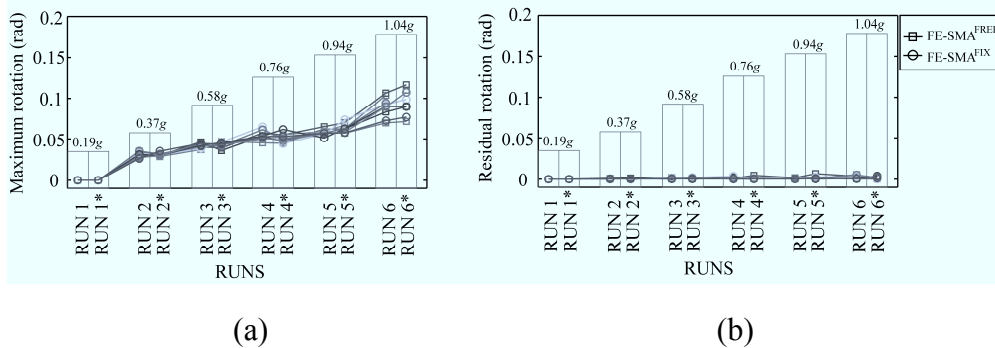 Maximum rotation (rad)
0.2
0.15
0.1
0.05
0
0.19g
0.37g
0.58g
0.76g
0.94g
1.04g
RUN 1
RUN 1*
RUN 2
RUN 2*
RUN 3
RUN 3*
RUN 4
RUN 4*
RUN 5
RUN 5*
RUN 6
RUN 6*
RUNS
(a)
Residual rotation (rad)
0.2
0.15
0.1
0.05
0
0.19g
0.37g
0.58g
0.76g
0.94g
1.04g
RUN 1
RUN 1*
RUN 2
RUN 2*
RUN 3
RUN 3*
RUN 4
RUN 4*
RUN 5
RUN 5*
RUN 6
RUN 6*
RUNS
(b)
FE-SMA
FE-SMA^FIX